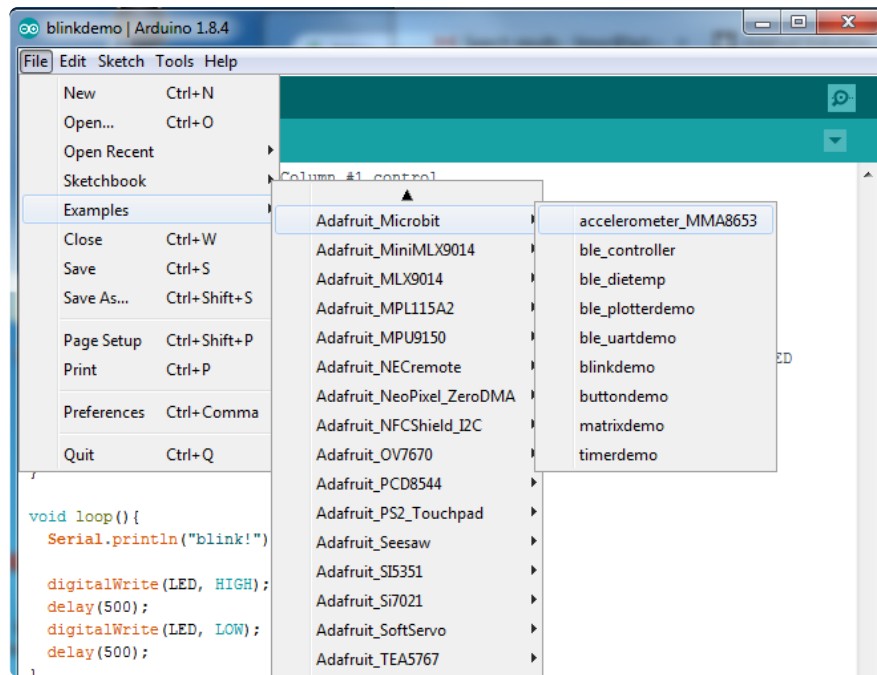 blinkdemo | Arduino 1.8.4
File Edit Sketch Tools Help
New Ctrl+N
Open... Ctrl+O
Open Recent
Sketchbook
Examples
Close Ctrl+W
Save Ctrl+S
Save As... Ctrl+Shift+S
Page Setup Ctrl+Shift+P
Print Ctrl+P
Preferences Ctrl+Comma
Quit Ctrl+Q
Column #1 control
Adafruit_Microbit
Adafruit_MiniMLX9014
Adafruit_MLX9014
Adafruit_MPL115A2
Adafruit_MPU9150
Adafruit_NECremote
Adafruit_NeoPixel_ZeroDMA
Adafruit_NFCShield_I2C
Adafruit_OV7670
Adafruit_PCD8544
Adafruit_PS2_Touchpad
Adafruit_Seesaw
Adafruit_SI5351
Adafruit_Si7021
Adafruit_SoftServo
Adafruit_TEA5767
accelerometer_MMA8653
ble_controller
ble_dietemp
ble_plotterdemo
ble_uartdemo
blinkdemo
buttondemo
matrixdemo
timerdemo
ED
}
void loop(){
Serial.println("blink!")
digitalWrite(LED, HIGH);
delay(500);
digitalWrite(LED, LOW);
delay(500);
}